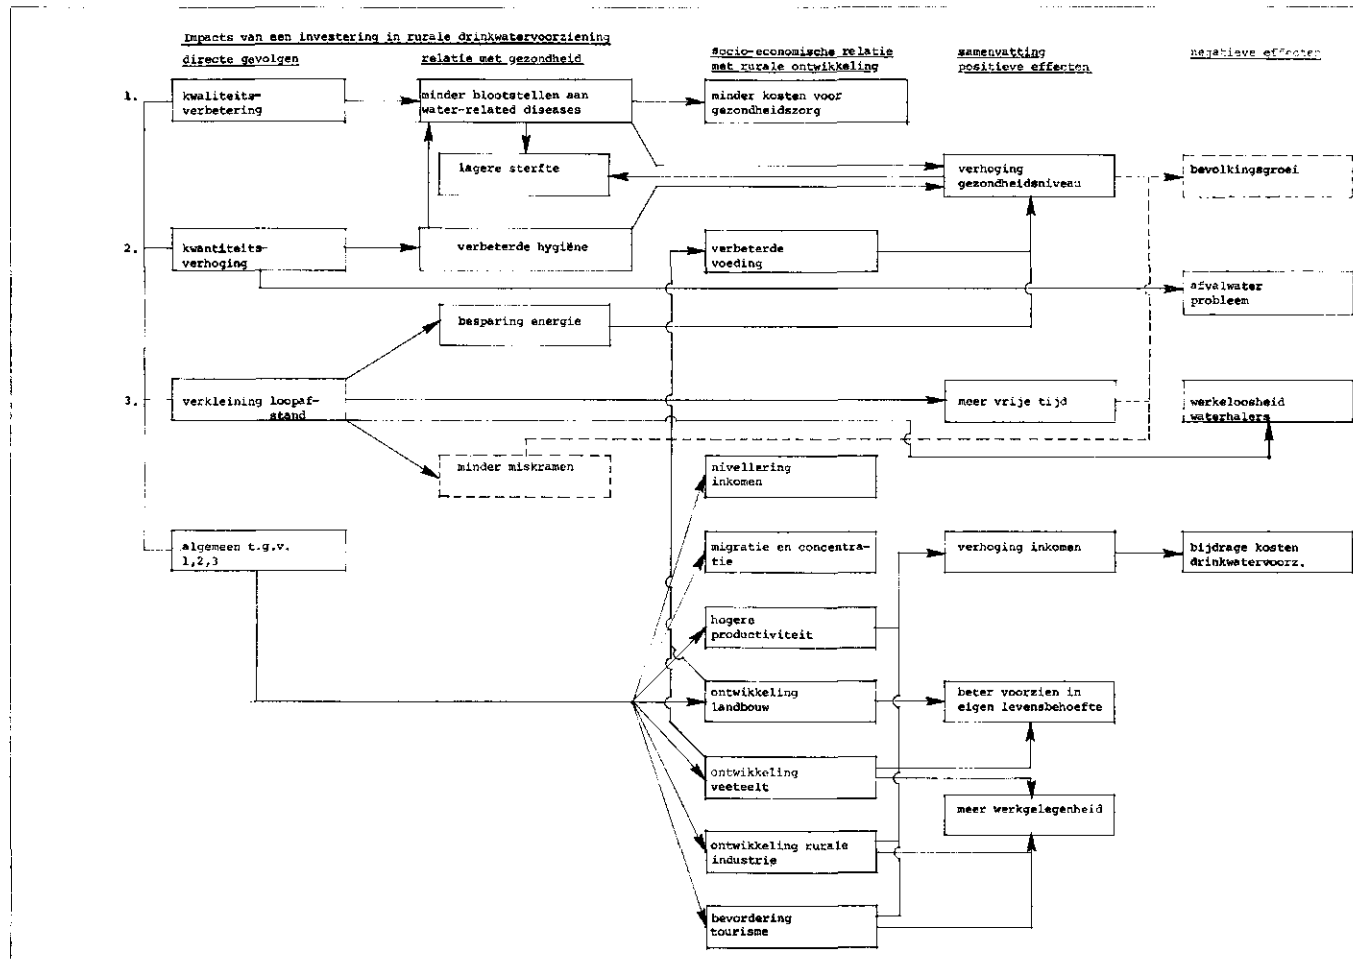 Impacts van een investering in rurale drinkwatervoorziening
directe gevolgen
relatie met gezondheid
Socio-economische relatie
met rurale ontwikkeling
samenvatting
positieve effecten
negatieve effecten
1.
kwaliteits-
verbetering
minder blootstellen aan
water-related diseases
minder kosten voor
gezondheidszorg
lagere sterfte
verhoging
gezondheidsniveau
bevolkingsgroei
2.
kwantiteits-
verhoging
verbeterde hygiëne
verbeterde
voeding
afvalwater
probleem
besparing energie
3.
verkleining loopaf-
stand
meer vrije tijd
werkeloosheid
waterhalers
minder miskramen
nivellering
inkomen
algemeen t.g.v.
1,2,3
migratie en concentra-
tie
verhoging inkomen
bijdrage kosten
drinkwatervoorz.
hogere
productiviteit
ontwikkeling
landbouw
beter voorzien in
eigen levensbehoefte
ontwikkeling
veeteelt
meer werkgelegenheid
ontwikkeling rurale
industrie
bevordering
tourisme